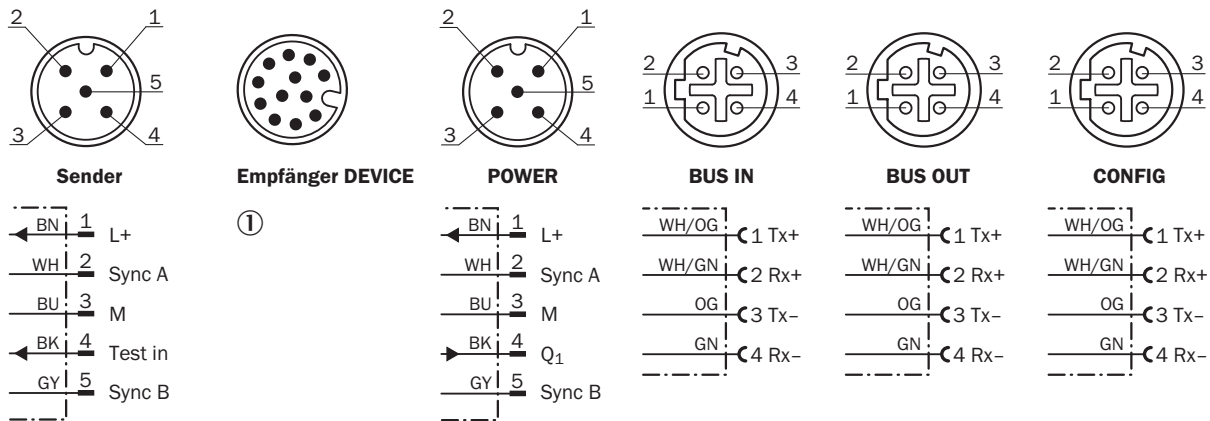 2 1
5
3 4
2 1
5
3 4
2 3
1 4
2 3
1 4
2 3
1 4
Sender
Empfänger DEVICE
POWER
BUS IN
BUS OUT
CONFIG
BN 1 L+
WH 2 Sync A
BU 3 M
BK 4 Test in
GY 5 Sync B
①
BN 1 L+
WH 2 Sync A
BU 3 M
BK 4 Q₁
GY 5 Sync B
WH/OG 1 Tx+
WH/GN 2 Rx+
OG 3 Tx–
GN 4 Rx–
WH/OG 1 Tx+
WH/GN 2 Rx+
OG 3 Tx–
GN 4 Rx–
WH/OG 1 Tx+
WH/GN 2 Rx+
OG 3 Tx–
GN 4 Rx–